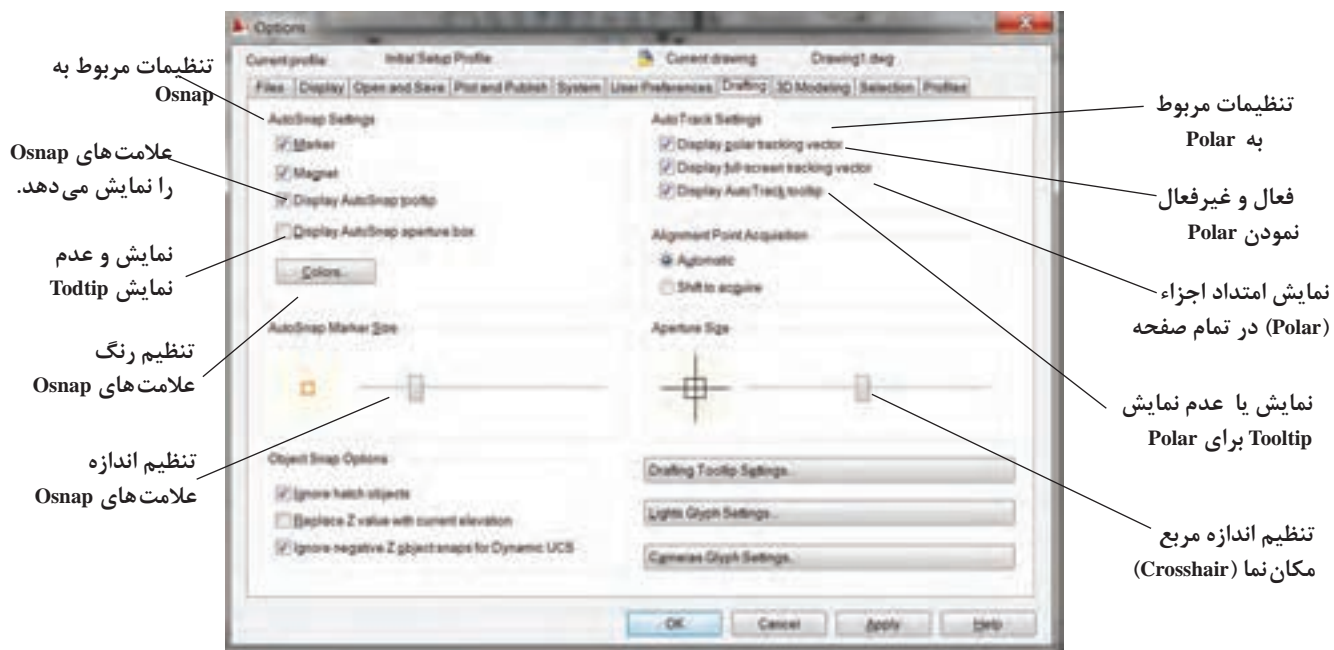 Options
Current profile: Initial Setup Profile Current drawing: Drawing1.dwg
Files Display Open and Save Plot and Publish System User Preferences Drafting 3D Modeling Selection Profiles
AutoSnap Settings
Marker
Magnet
Display AutoSnap tooltip
Display AutoSnap aperture box
Colors...
AutoSnap Marker Size
Object Snap Options
Ignore hatch objects
Replace Z value with current elevation
Ignore negative Z object snaps for Dynamic UCS
AutoTrack Settings
Display polar tracking vector
Display full-screen tracking vector
Display AutoTrack tooltip
Alignment Point Acquisition
Automatic
Shift to acquire
Aperture Size
Drafting Tooltip Settings...
Lights Glyph Settings...
Cameras Glyph Settings...
OK Cancel Apply Help
تنظیمات مربوط به
Osnap
علامت‌های Osnap
را نمایش می‌دهد.
نمایش و عدم
نمایش Todtip
تنظیم رنگ
علامت‌های Osnap
تنظیم اندازه
علامت‌های Osnap
تنظیمات مربوط
به Polar
فعال و غیرفعال
نمودن Polar
نمایش امتداد اجزاء
(Polar) در تمام صفحه
نمایش یا عدم نمایش
Tooltip برای Polar
تنظیم اندازه مربع
مکان‌نما (Crosshair)